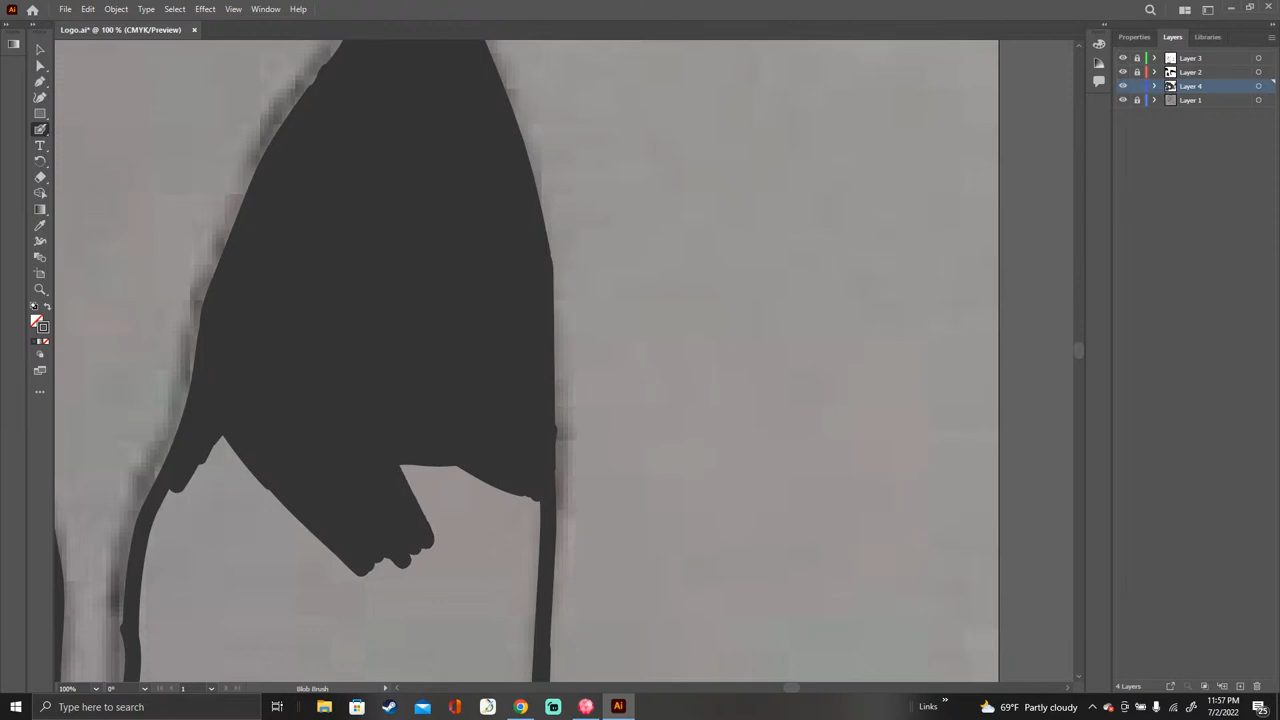 File Edit Object Type Select Effect View Window Help
Logo.ai* @ 100 % (CMYK/Preview) ×
Properties Layers Libraries
Layer 3
Layer 2
Layer 4
Layer 1
4 Layers
100% 0° 1 Blob Brush
Type here to search
Links
69°F Partly cloudy
11:57 PM
7/2/2022